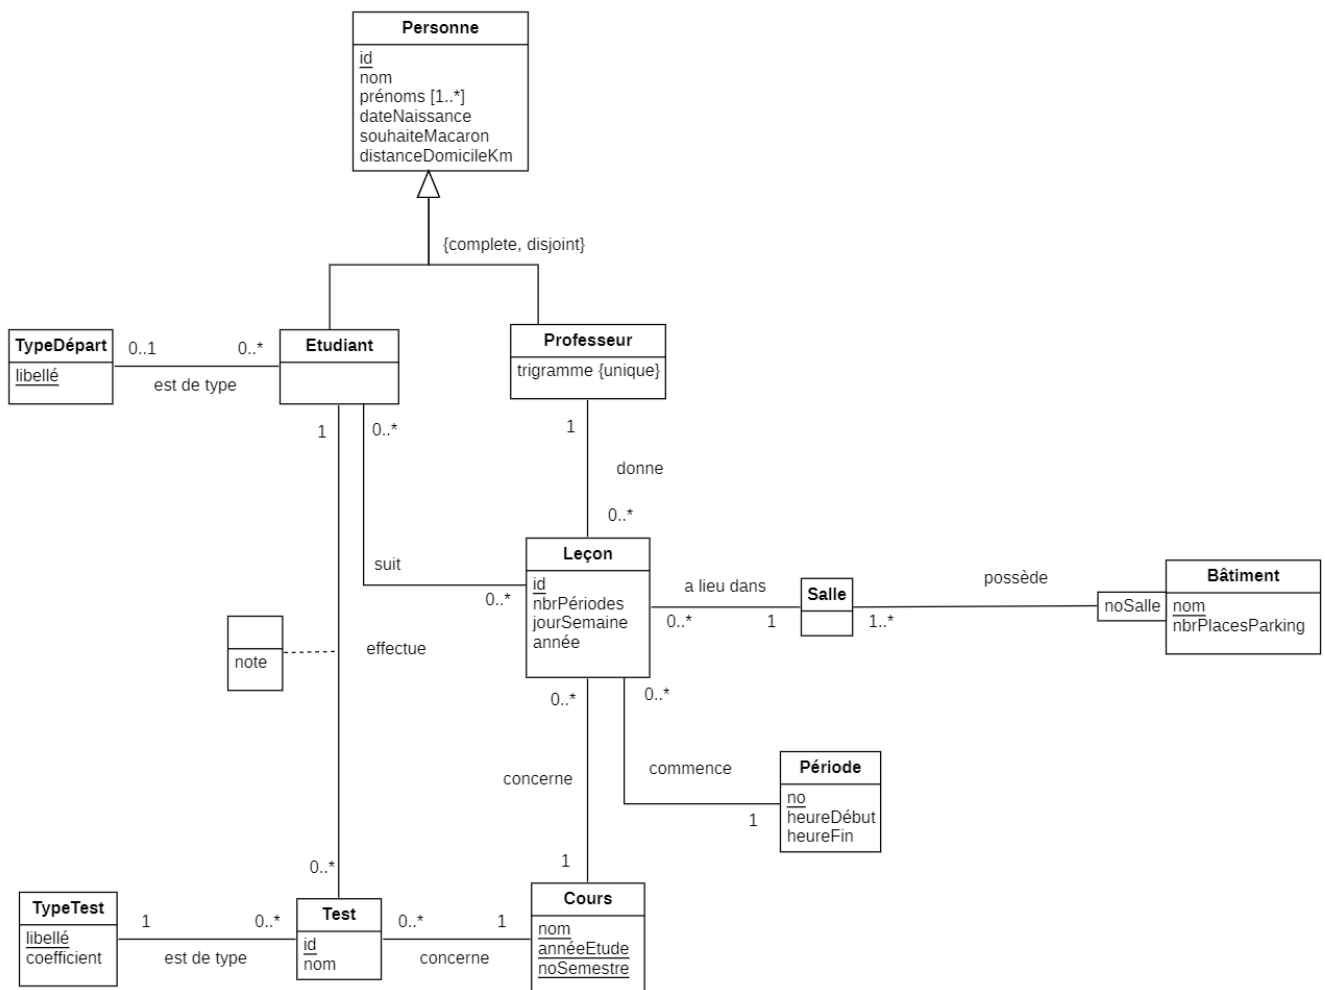 Personne
id
nom
prénoms [1..*]
dateNaissance
souhaiteMacaron
distanceDomicileKm
{complete, disjoint}
TypeDépart
libellé
0..1
0..*
est de type
Etudiant
Professeur
trigramme {unique}
1
0..*
1
donne
0..*
suit
0..*
Leçon
id
nbrPériodes
jourSemaine
année
a lieu dans
0..*
1
Salle
possède
1..*
noSalle
Bâtiment
nom
nbrPlacesParking
note
effectue
0..*
0..*
concerne
commence
1
1
Période
no
heureDébut
heureFin
0..*
TypeTest
libellé
coefficient
1
0..*
est de type
Test
id
nom
0..*
1
concerne
Cours
nom
annéeEtude
noSemestre